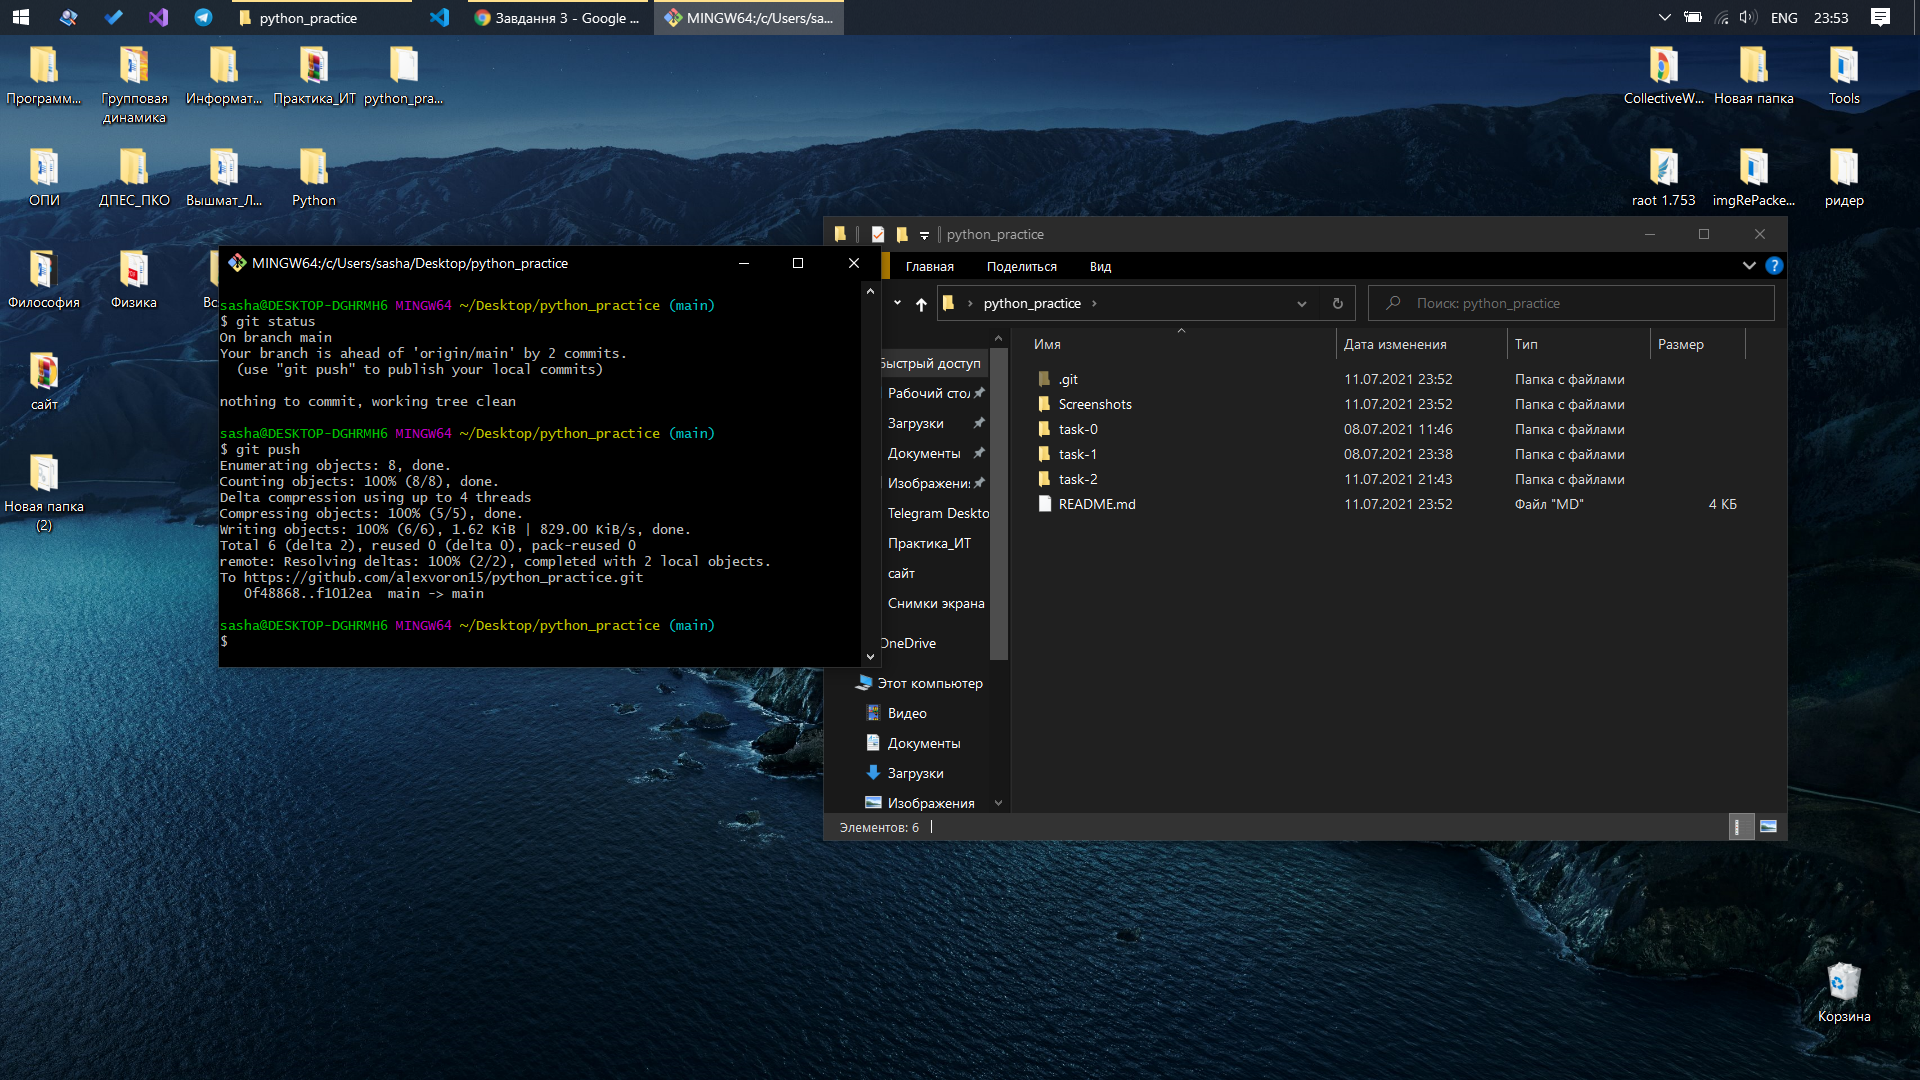 python_practice
Завдання 3 - Google ...
MINGW64:/c/Users/sa...
ENG
23:53
Программ...
Групповая динамика
Информат...
Практика_ИТ
python_pra...
CollectiveW...
Новая папка
Tools
ОПИ
ДПЕС_ПКО
Вышмат_Л...
Python
raot 1.753
imgRePacke...
ридер
Философия
Физика
Вс
сайт
Новая папка (2)
MINGW64:/c/Users/sasha/Desktop/python_practice
sasha@DESKTOP-DGHRMH6 MINGW64 ~/Desktop/python_practice (main)
$ git status
On branch main
Your branch is ahead of 'origin/main' by 2 commits.
(use "git push" to publish your local commits)
nothing to commit, working tree clean
sasha@DESKTOP-DGHRMH6 MINGW64 ~/Desktop/python_practice (main)
$ git push
Enumerating objects: 8, done.
Counting objects: 100% (8/8), done.
Delta compression using up to 4 threads
Compressing objects: 100% (5/5), done.
Writing objects: 100% (6/6), 1.62 KiB | 829.00 KiB/s, done.
Total 6 (delta 2), reused 0 (delta 0), pack-reused 0
remote: Resolving deltas: 100% (2/2), completed with 2 local objects.
To https://github.com/alexvoron15/python_practice.git
0f48868..f1012ea  main -> main
sasha@DESKTOP-DGHRMH6 MINGW64 ~/Desktop/python_practice (main)
$
python_practice
Главная
Поделиться
Вид
python_practice
Поиск: python_practice
Быстрый доступ
Рабочий стол
Загрузки
Документы
Изображения
Telegram Deskto
Практика_ИТ
сайт
Снимки экрана
OneDrive
Этот компьютер
Видео
Документы
Загрузки
Изображения
Имя Дата изменения Тип Размер
.git 11.07.2021 23:52 Папка с файлами
Screenshots 11.07.2021 23:52 Папка с файлами
task-0 08.07.2021 11:46 Папка с файлами
task-1 08.07.2021 23:38 Папка с файлами
task-2 11.07.2021 21:43 Папка с файлами
README.md 11.07.2021 23:52 Файл "MD" 4 КБ
Элементов: 6
Корзина